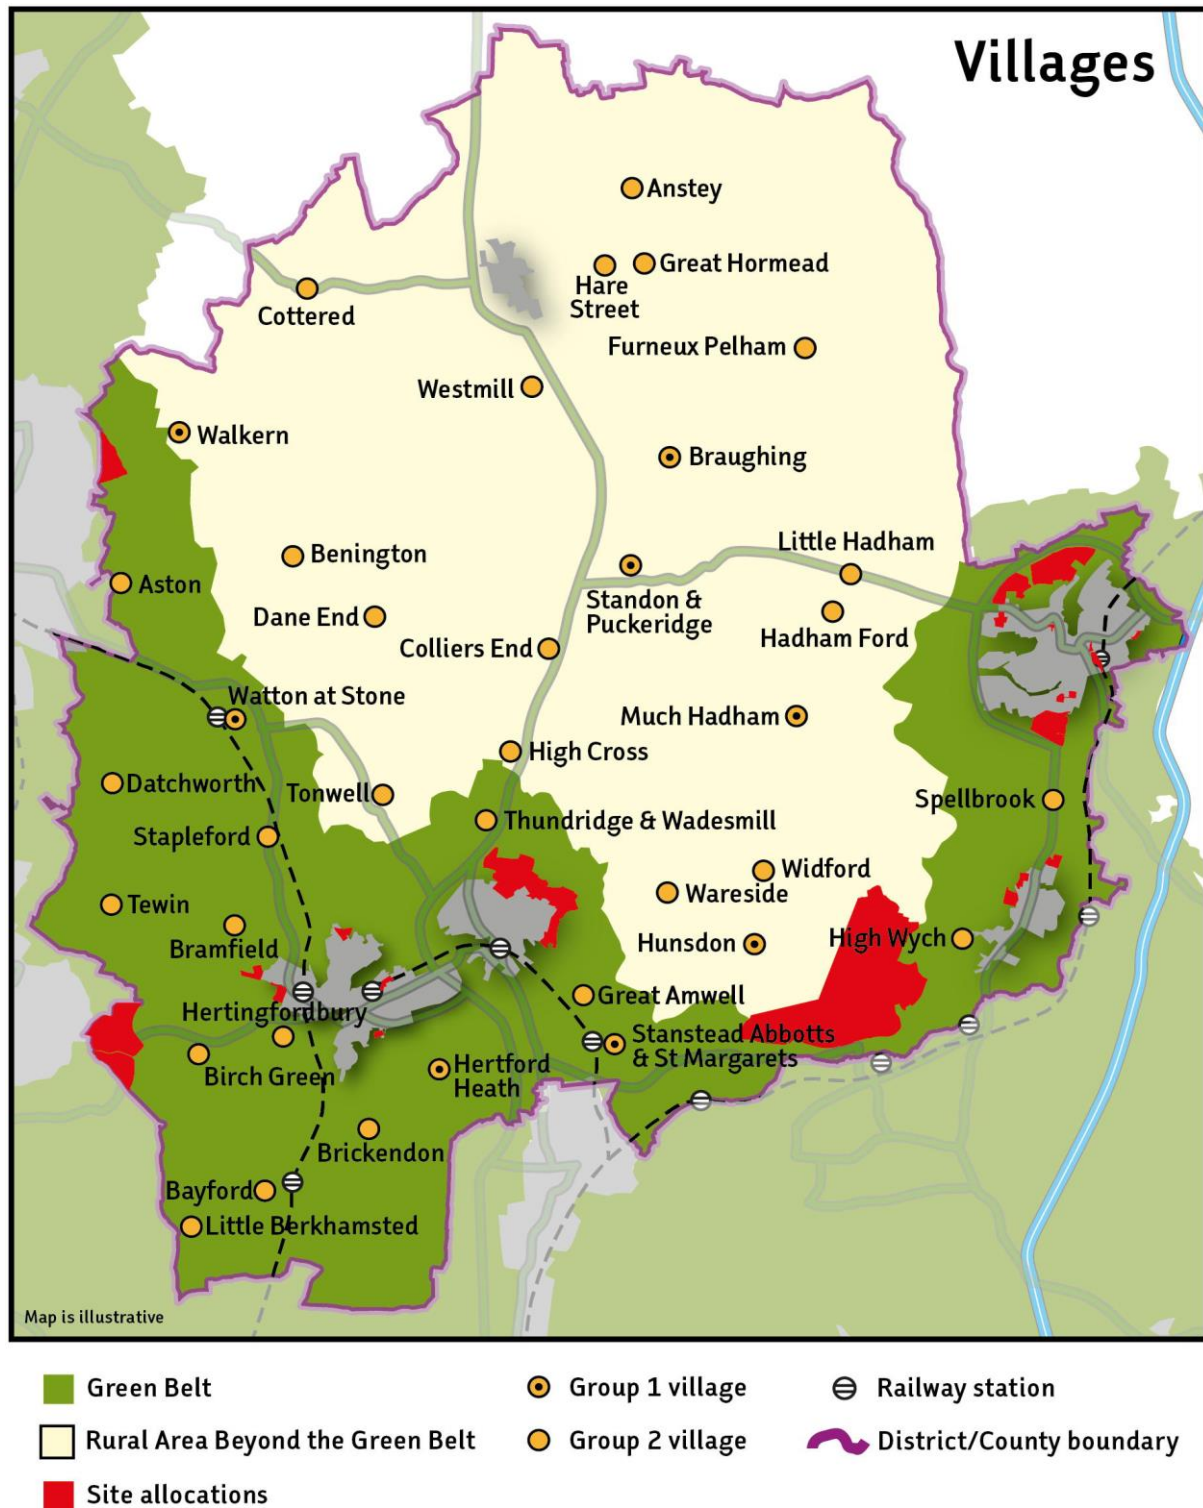 Villages
Anstey
Great Hormead
Hare
Street
Cottered
Furneux Pelham
Westmill
Walkern
Braughing
Little Hadham
Benington
Aston
Standon &
Puckeridge
Dane End
Hadham Ford
Colliers End
Watton at Stone
Much Hadham
High Cross
Datchworth
Tonwell
Spellbrook
Thundridge & Wadesmill
Stapleford
Widford
Wareside
Tewin
Bramfield
Hunsdon
High Wych
Great Amwell
Hertingfordbury
Stanstead Abbotts
& St Margarets
Birch Green
Hertford
Heath
Brickendon
Bayford
Little Berkhamsted
Map is illustrative
Green Belt
Group 1 village
Railway station
Rural Area Beyond the Green Belt
Group 2 village
District/County boundary
Site allocations